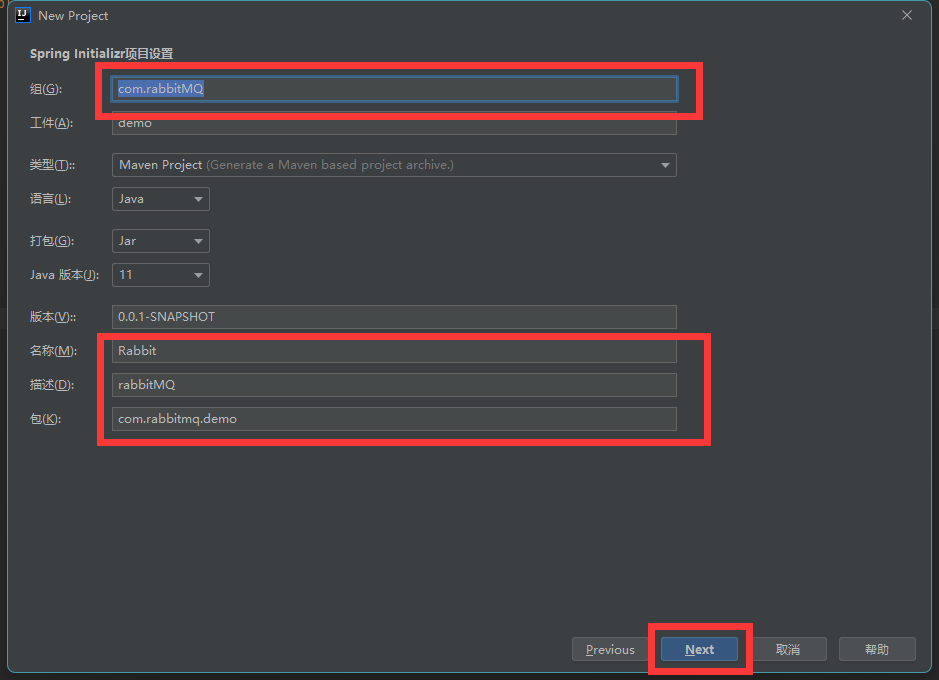 IJ New Project
Spring Initializr项目设置
组(G): com.rabbitMQ
工件(A): demo
类型(T):: Maven Project (Generate a Maven based project archive.)
语言(L): Java
打包(G): Jar
Java 版本(J): 11
版本(V):: 0.0.1-SNAPSHOT
名称(M): Rabbit
描述(D): rabbitMQ
包(K): com.rabbitmq.demo
Previous Next 取消 帮助